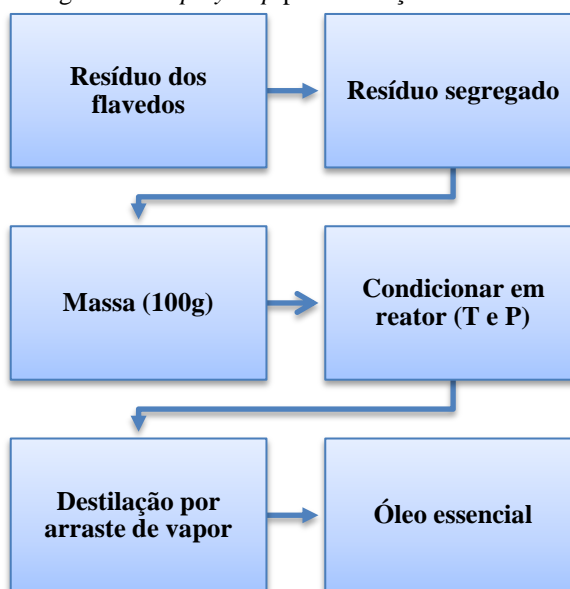 Resíduo dos
flavedos
Resíduo segregado
Massa (100g)
Condicionar em
reator (T e P)
Destilação por
arraste de vapor
Óleo essencial